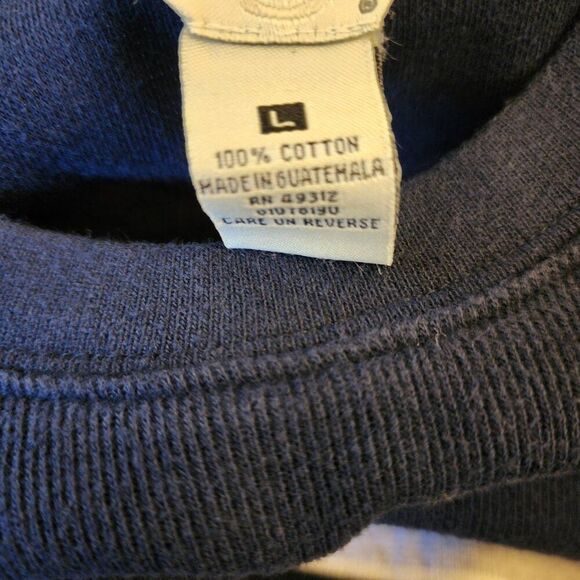 L
100% COTTON
MADE IN GUATEMALA
RN 49312
CARE ON REVERSE